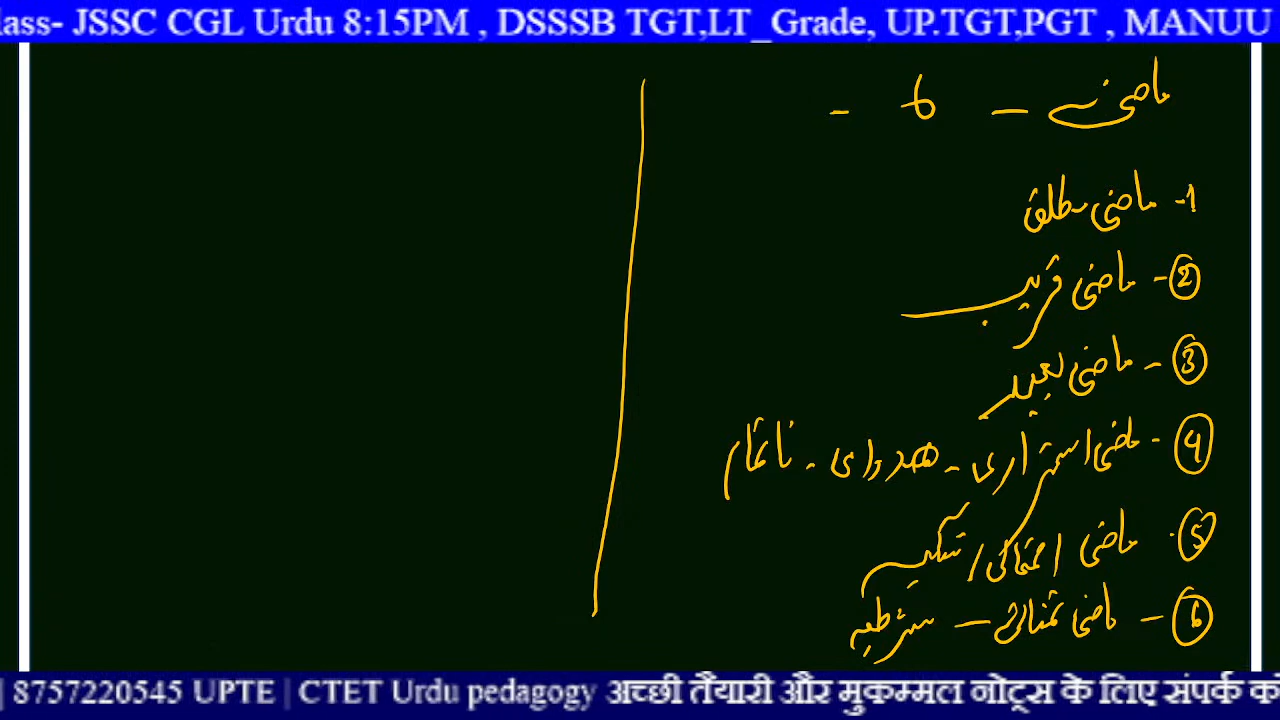 lass- JSSC CGL Urdu 8:15PM , DSSSB TGT,LT_Grade, UP.TGT,PGT , MANUU
ماضی - 6 -
1- ماضی مطلق
2- ماضی قریب
3- ماضی بعید
4- ماضی استمراری - - ناتمام
5- ماضی احتمالی / شکیہ
6- ماضی تمنائی - شرطیہ
| 8757220545 UPTE | CTET Urdu pedagogy अच्छी तैयारी और मुकम्मल नोट्स के लिए संपर्क क